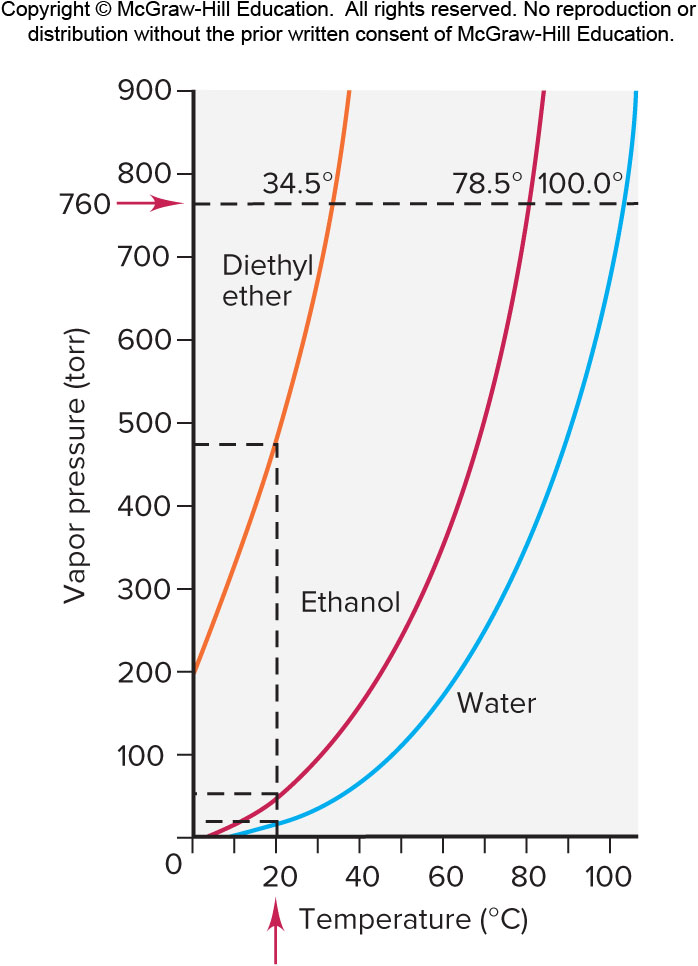 Copyright © McGraw-Hill Education.  All rights reserved. No reproduction or
distribution without the prior written consent of McGraw-Hill Education.
900
800
34.5°
78.5°
100.0°
760
700
Diethyl
ether
600
Vapor pressure (torr)
500
400
300
Ethanol
200
Water
100
0
20
40
60
80
100
Temperature (°C)